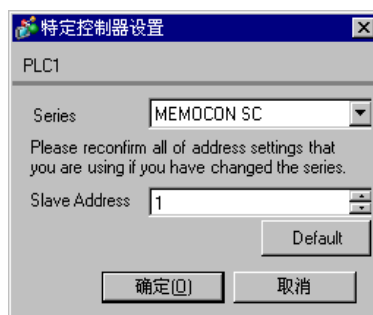 特定控制器设置
PLC1
Series MEMOCON SC
Please reconfirm all of address settings that
you are using if you have changed the series.
Slave Address 1
Default
确定(O) 取消